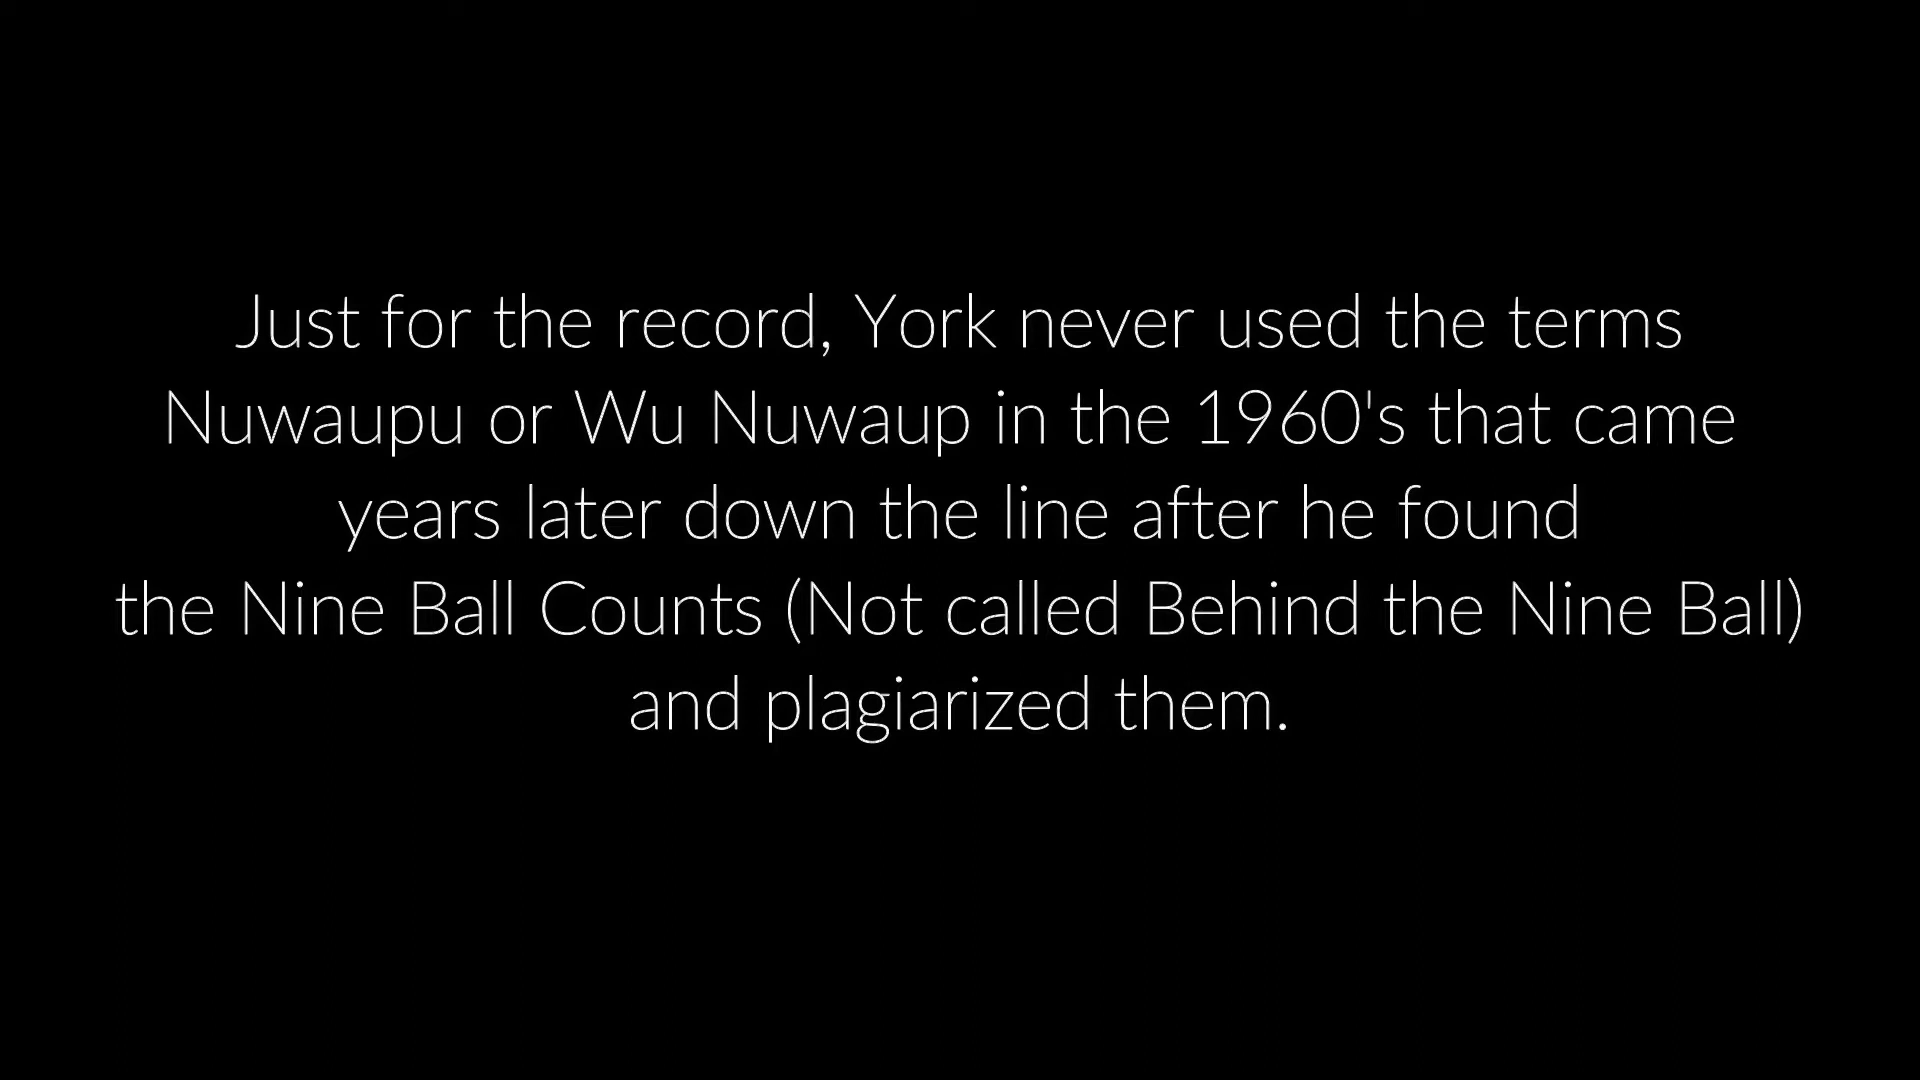 Just for the record, York never used the terms
Nuwaupu or Wu Nuwaup in the 1960's that came
years later down the line after he found
the Nine Ball Counts (Not called Behind the Nine Ball)
and plagiarized them.